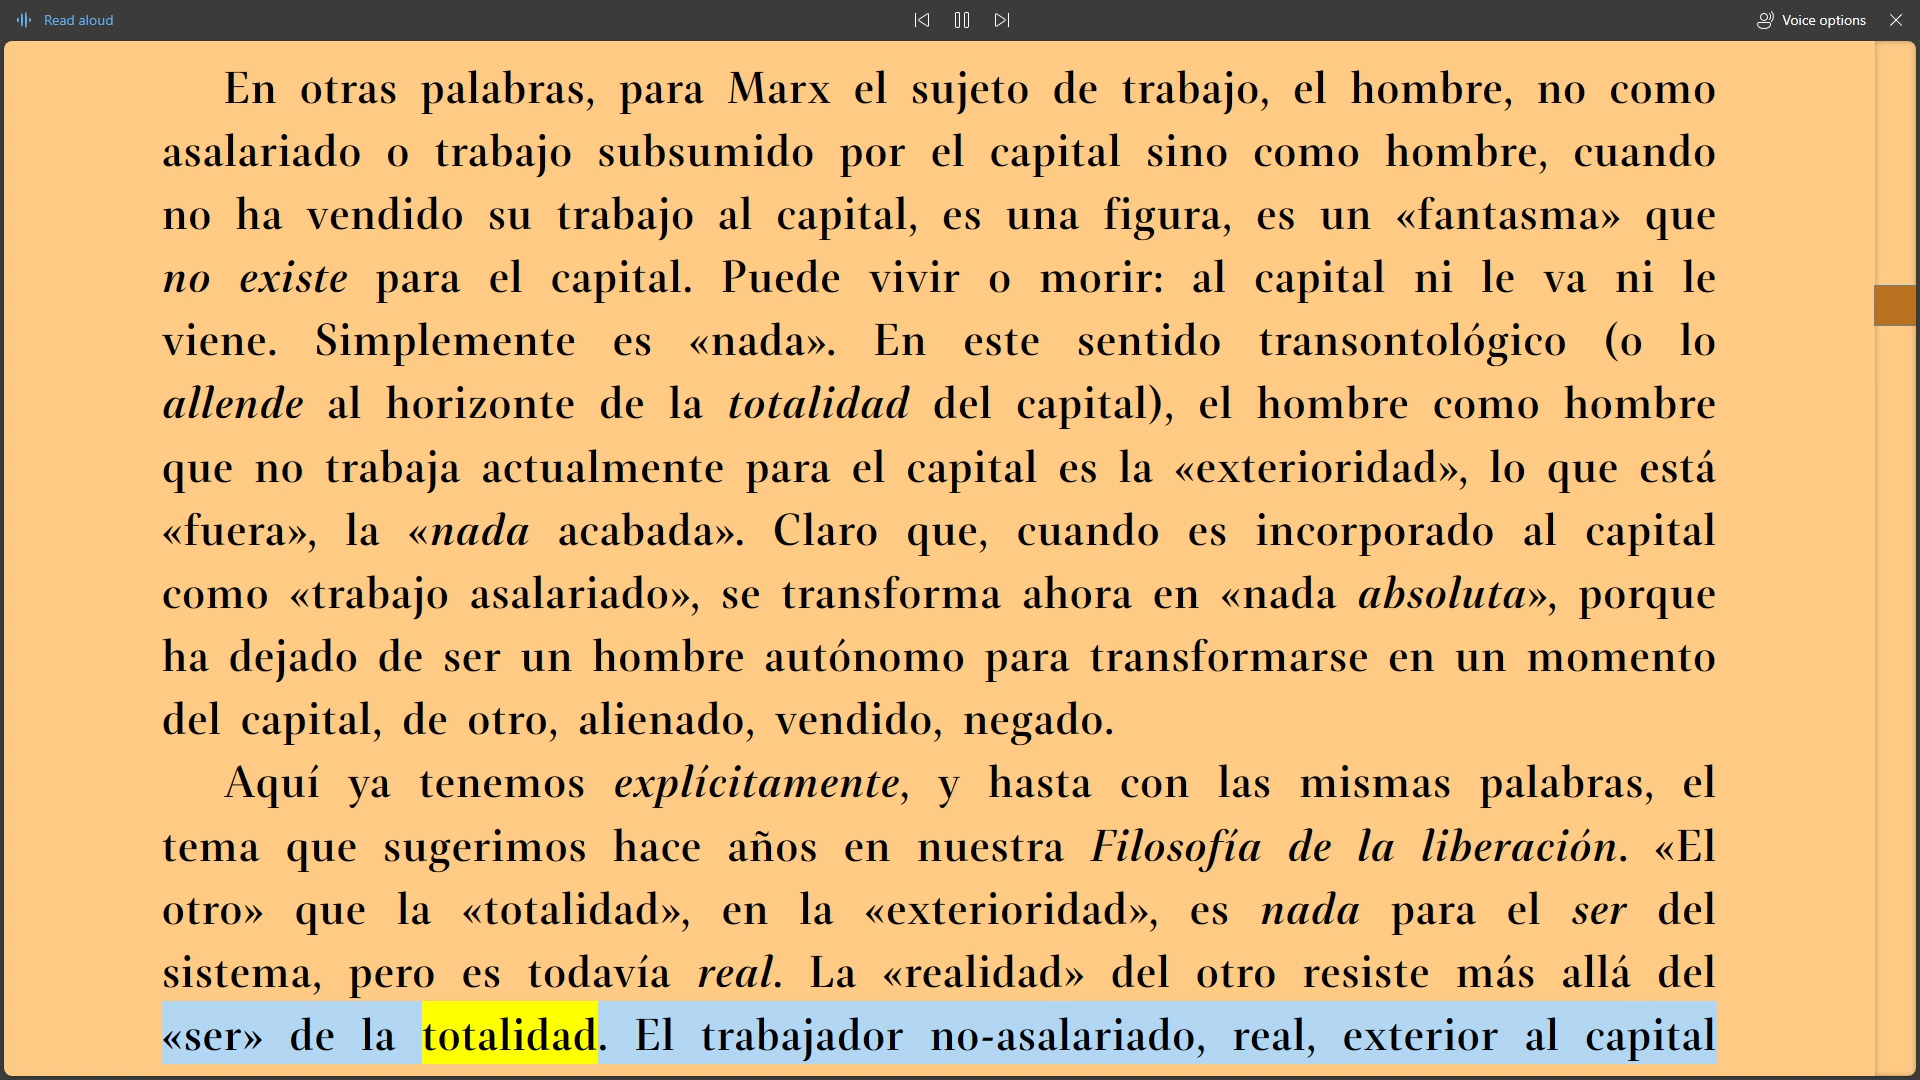 Read aloud
Voice options
En otras palabras, para Marx el sujeto de trabajo, el hombre, no como
asalariado o trabajo subsumido por el capital sino como hombre, cuando
no ha vendido su trabajo al capital, es una figura, es un «fantasma» que
no existe para el capital. Puede vivir o morir: al capital ni le va ni le
viene. Simplemente es «nada». En este sentido transontológico (o lo
allende al horizonte de la totalidad del capital), el hombre como hombre
que no trabaja actualmente para el capital es la «exterioridad», lo que está
«fuera», la «nada acabada». Claro que, cuando es incorporado al capital
como «trabajo asalariado», se transforma ahora en «nada absoluta», porque
ha dejado de ser un hombre autónomo para transformarse en un momento
del capital, de otro, alienado, vendido, negado.
Aquí ya tenemos explícitamente, y hasta con las mismas palabras, el
tema que sugerimos hace años en nuestra Filosofía de la liberación. «El
otro» que la «totalidad», en la «exterioridad», es nada para el ser del
sistema, pero es todavía real. La «realidad» del otro resiste más allá del
«ser» de la totalidad. El trabajador no-asalariado, real, exterior al capital